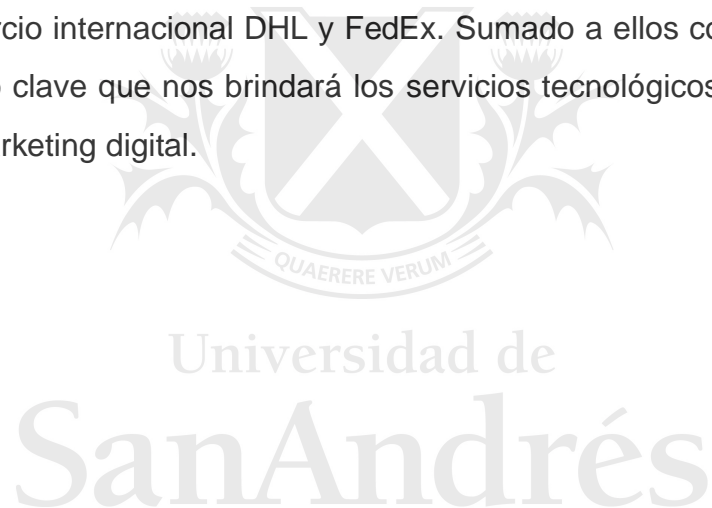 rcio internacional DHL y FedEx. Sumado a ellos co
o clave que nos brindará los servicios tecnológicos
rketing digital.
QUAERERE VERUM
Universidad de
SanAndrés